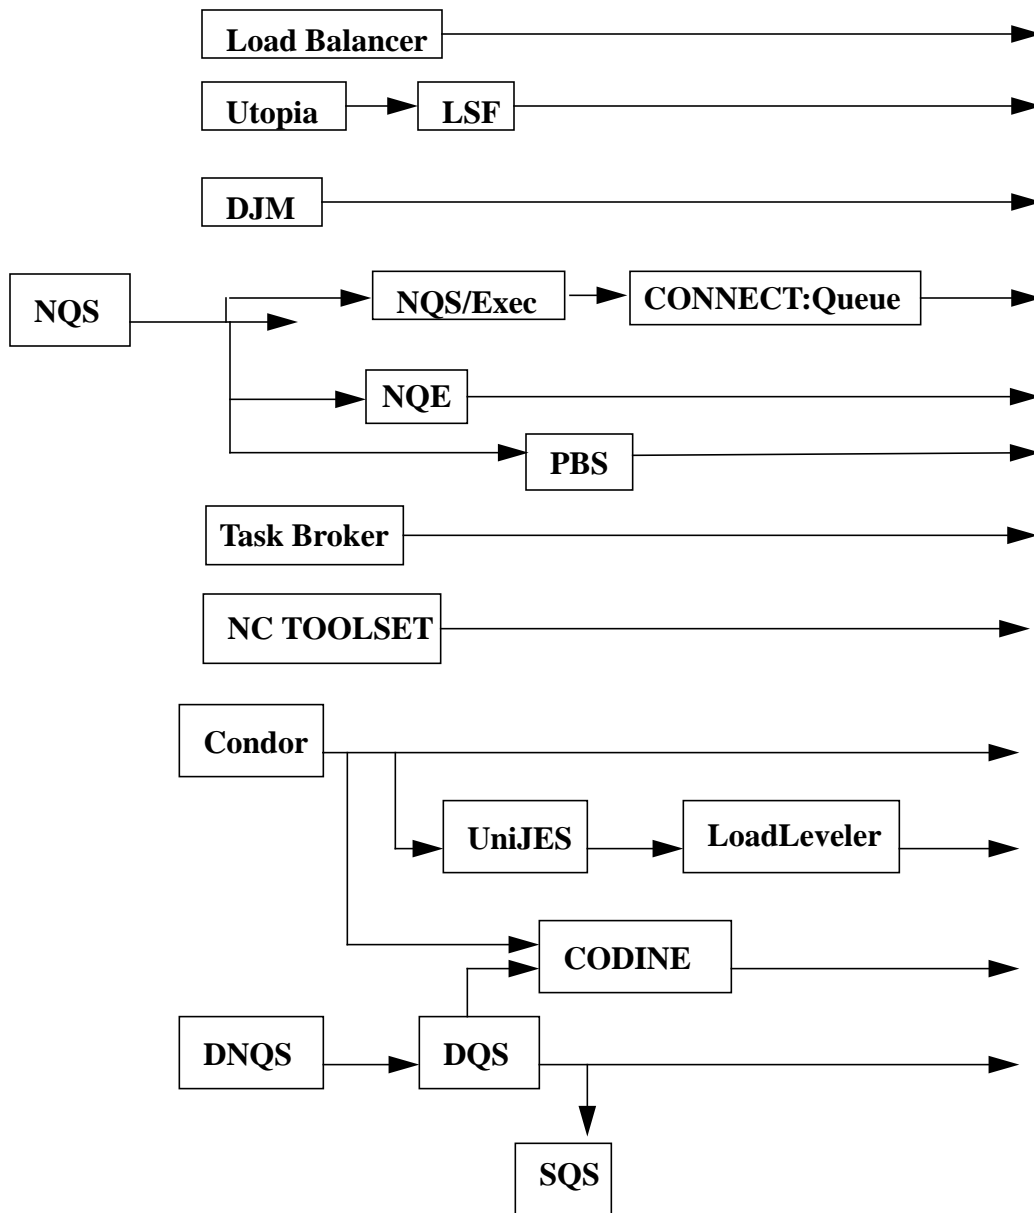 Load Balancer
Utopia
LSF
DJM
NQS
NQS/Exec
CONNECT:Queue
NQE
PBS
Task Broker
NC TOOLSET
Condor
UniJES
LoadLeveler
CODINE
DNQS
DQS
SQS